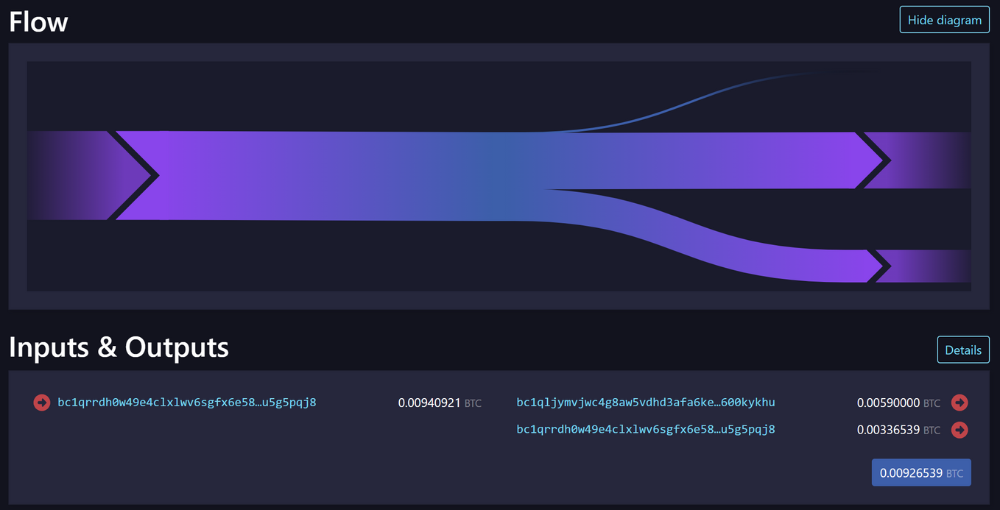 Flow
Hide diagram
Inputs & Outputs
Details
bc1qrrdh0w49e4clxlwv6sgfx6e58…u5g5pqj8 0.00940921 BTC bc1qljymvjwc4g8aw5vdhd3afa6ke…600kykhu 0.00590000 BTC
bc1qrrdh0w49e4clxlwv6sgfx6e58…u5g5pqj8 0.00336539 BTC
0.00926539 BTC